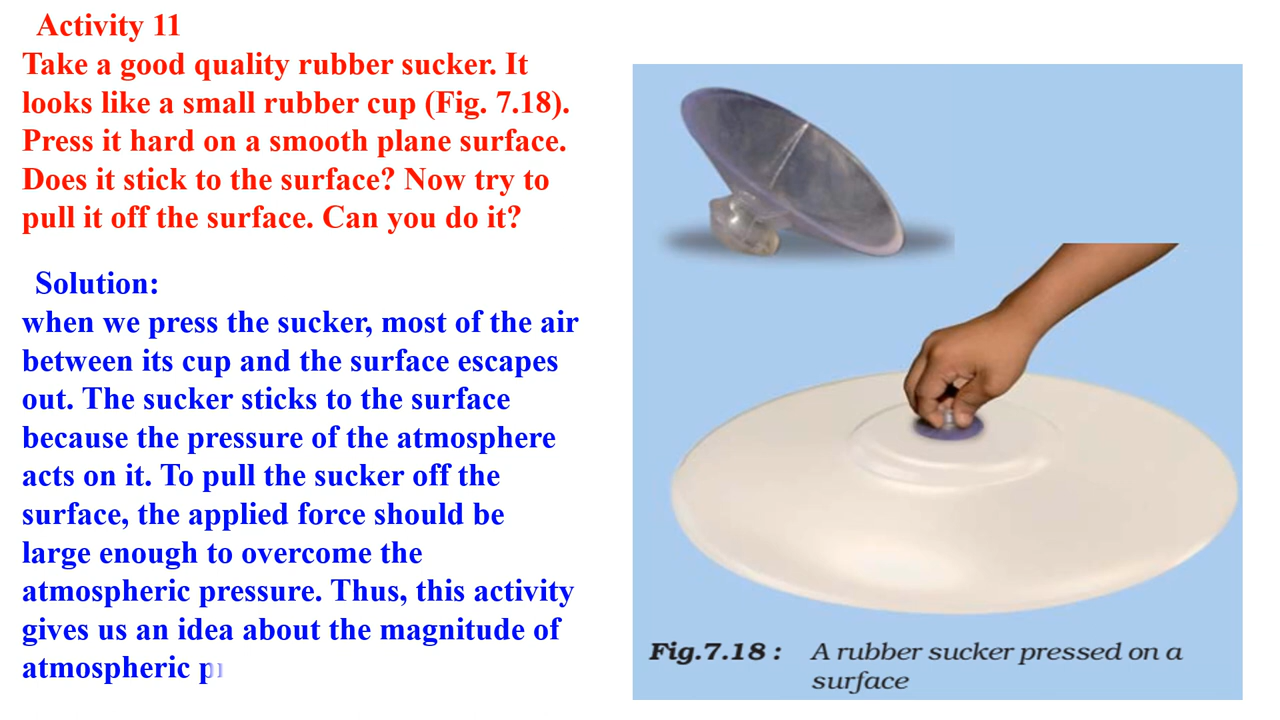 Activity 11
Take a good quality rubber sucker. It
looks like a small rubber cup (Fig. 7.18).
Press it hard on a smooth plane surface.
Does it stick to the surface? Now try to
pull it off the surface. Can you do it?
Solution:
when we press the sucker, most of the air
between its cup and the surface escapes
out. The sucker sticks to the surface
because the pressure of the atmosphere
acts on it. To pull the sucker off the
surface, the applied force should be
large enough to overcome the
atmospheric pressure. Thus, this activity
gives us an idea about the magnitude of
atmospheric
Fig.7.18 : A rubber sucker pressed on a
surface